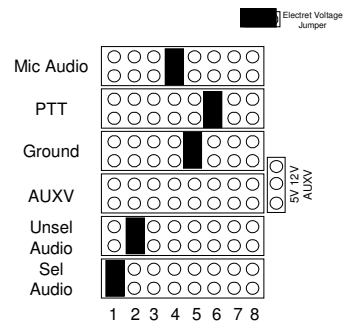 Electret Voltage
Jumper
Mic Audio
PTT
Ground
AUXV
5V 12V
AUXV
Unsel
Audio
Sel
Audio
1 2 3 4 5 6 7 8